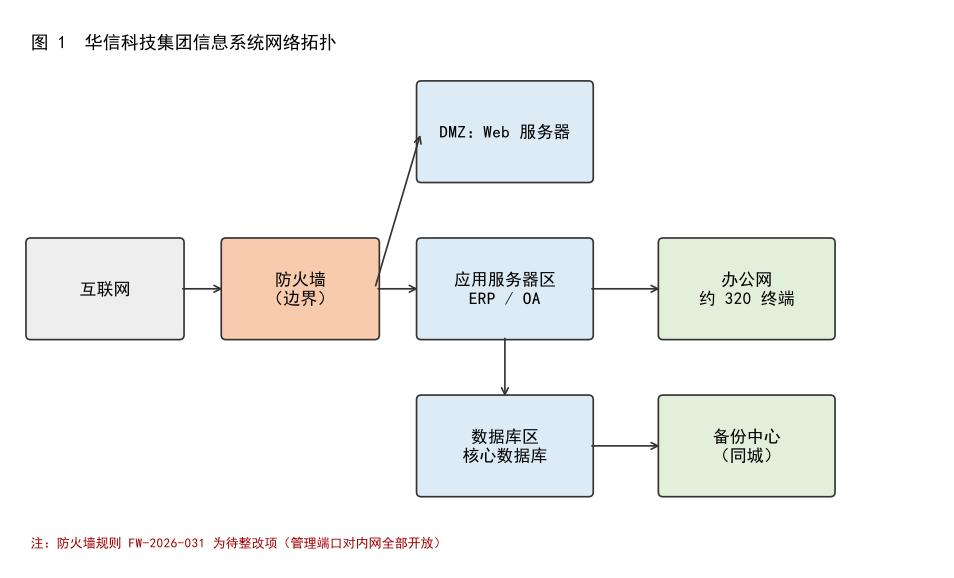 图 1 华信科技集团信息系统网络拓扑
DMZ: Web 服务器
互联网
防火墙
（边界）
应用服务器区
ERP / OA
办公网
约 320 终端
数据库区
核心数据库
备份中心
（同城）
注: 防火墙规则 FW-2026-031 为待整改项（管理端口对内网全部开放）